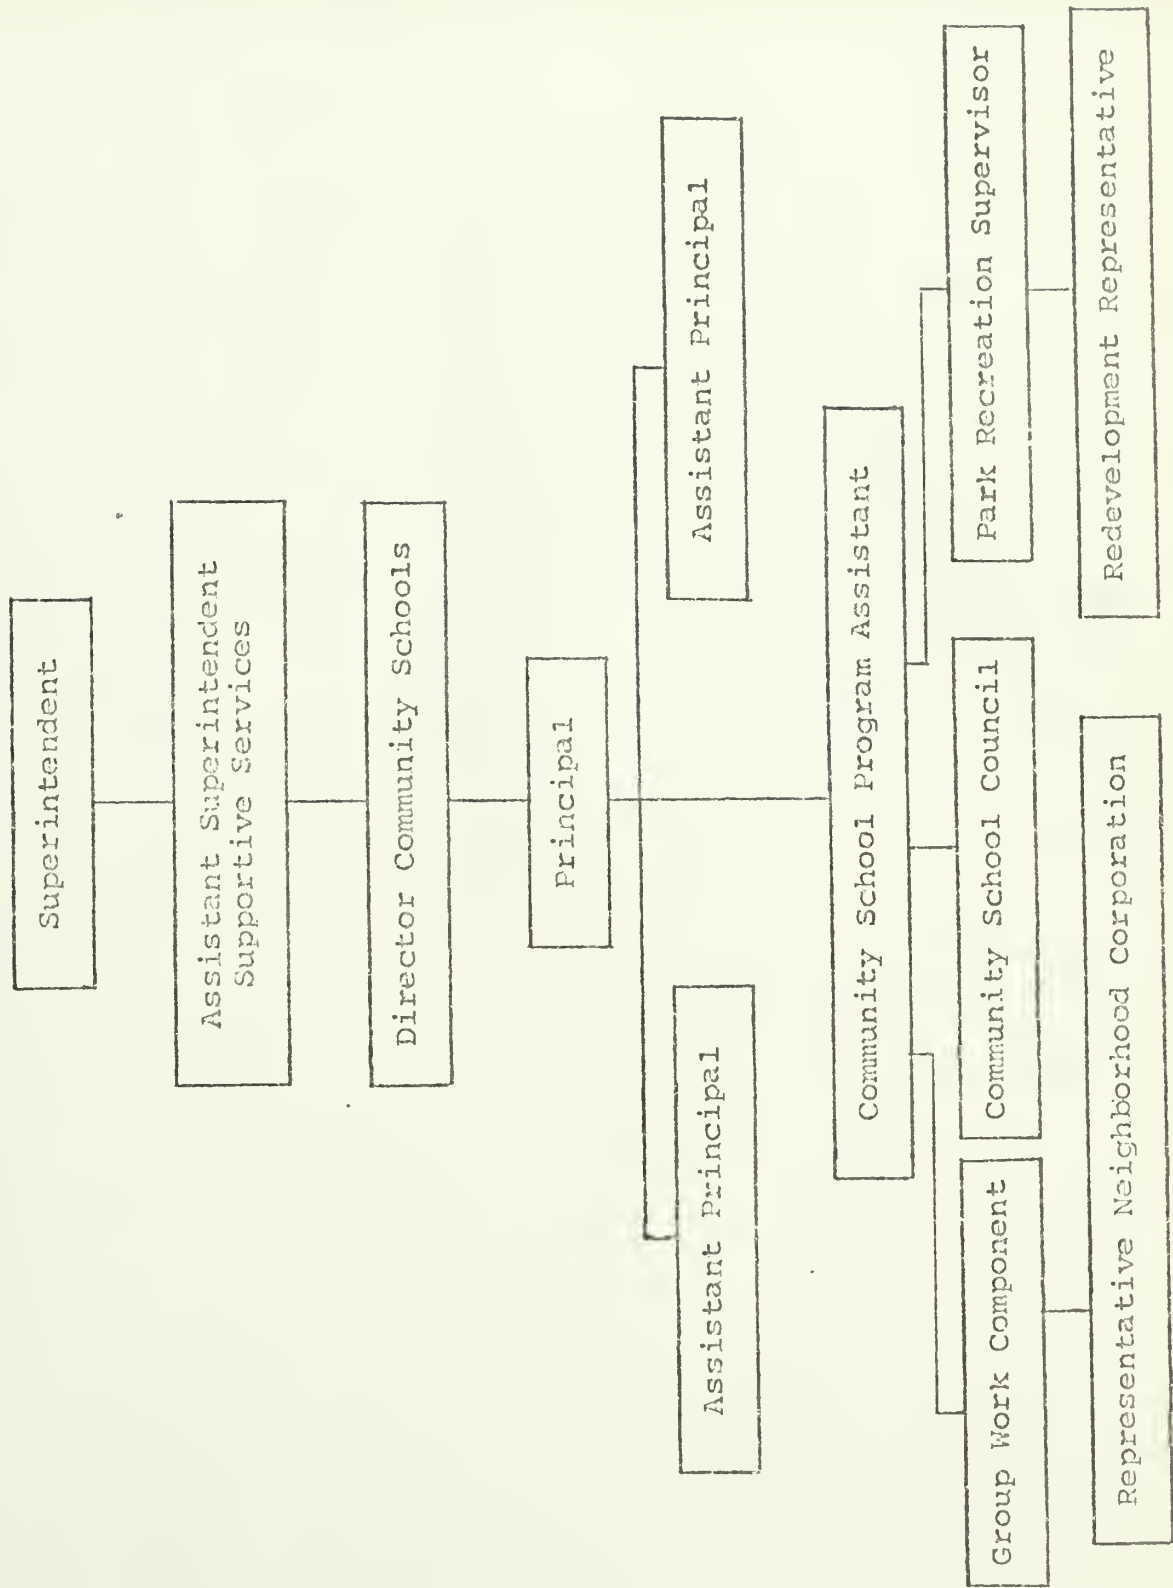 Superintendent
Assistant Superintendent
Supportive Services
Director Community Schools
Principal
Assistant Principal
Assistant Principal
Community School Program Assistant
Group Work Component
Community School Council
Park Recreation Supervisor
Representative Neighborhood Corporation
Redevelopment Representative